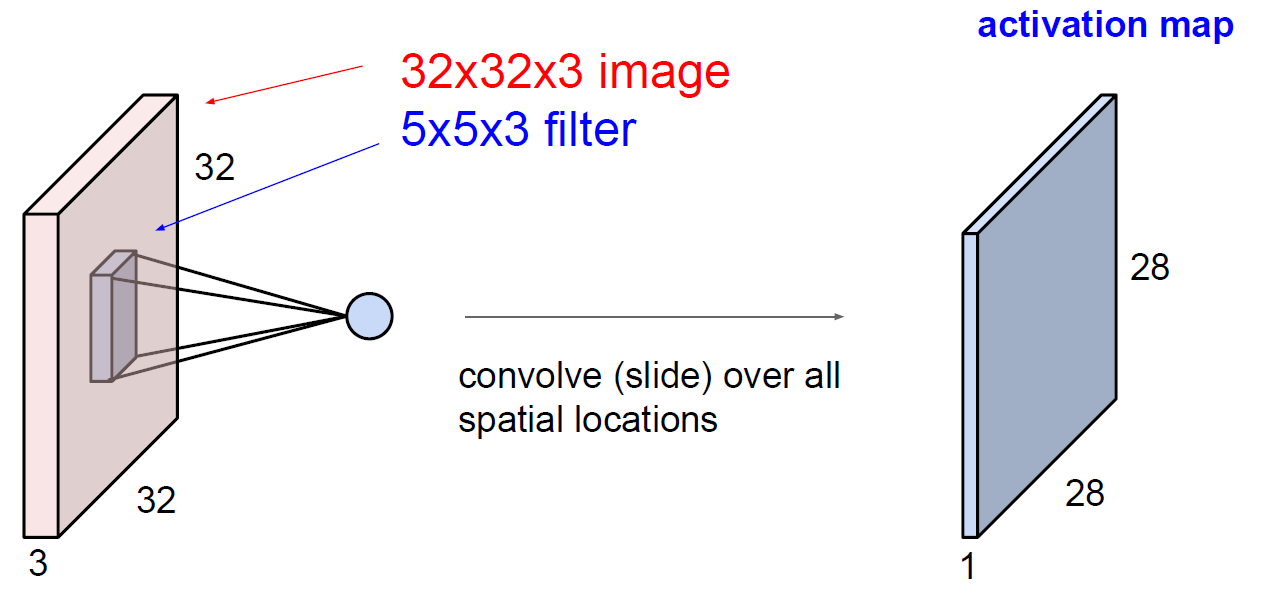 activation map
32x32x3 image
5x5x3 filter
32
32
3
convolve (slide) over all
spatial locations
28
28
1